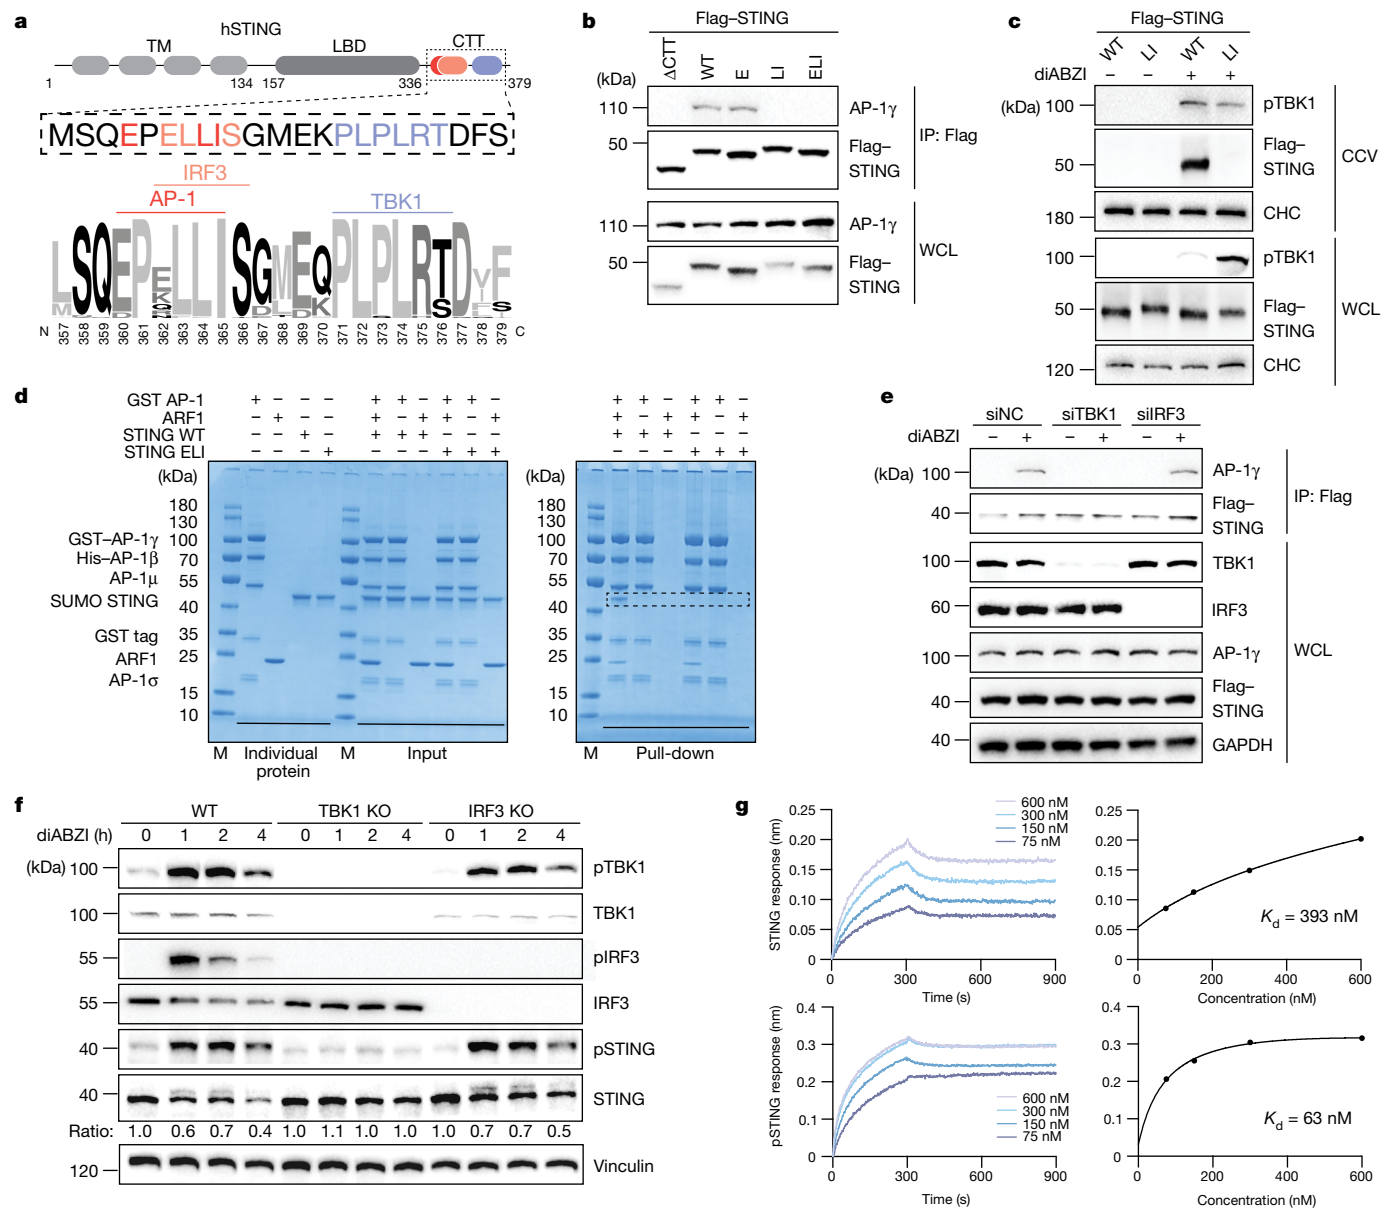 a
hSTING
TM
LBD
CTT
1
134
157
336
379
MSQEPELLISGMEKPLPLRTDFS
IRF3
AP-1
TBK1
N 357 358 359 360 361 362 363 364 365 366 367 368 369 370 371 372 373 374 375 376 377 378 379 C
b
Flag–STING
(kDa)
ΔCTT WT E LI ELI
110 AP-1γ
50 Flag–STING
IP: Flag
110 AP-1γ
50 Flag–STING
WCL
c
Flag–STING
WT LI WT LI
diABZI – – + +
(kDa) 100 pTBK1
50 Flag–STING
180 CHC
CCV
100 pTBK1
50 Flag–STING
120 CHC
WCL
d
GST AP-1 + – – – + + – + + – + + – + + –
ARF1 – + – – + – + + – + + – + + – +
STING WT – – + – + + + – – – + + + – – –
STING ELI – – – + – – – + + + – – – + + +
(kDa)
180
130
GST–AP-1γ 100
His–AP-1β 70
AP-1μ 55
SUMO STING 40
GST tag 35
ARF1 25
AP-1σ
15
10
M Individual protein M Input
(kDa)
180
130
100
70
55
40
35
25
15
10
M Pull-down
e
siNC siTBK1 siIRF3
diABZI – + – + – +
(kDa) 100 AP-1γ
40 Flag–STING
IP: Flag
100 TBK1
60 IRF3
100 AP-1γ
40 Flag–STING
40 GAPDH
WCL
f
WT TBK1 KO IRF3 KO
diABZI (h) 0 1 2 4 0 1 2 4 0 1 2 4
(kDa) 100 pTBK1
100 TBK1
55 pIRF3
55 IRF3
40 pSTING
40 STING
Ratio: 1.0 0.6 0.7 0.4 1.0 1.1 1.0 1.0 1.0 0.7 0.7 0.5
120 Vinculin
g
STING response (nm)
0.25
0.20
0.15
0.10
0.05
0
600 nM
300 nM
150 nM
75 nM
0 300 600 900
Time (s)
0.25
0.20
0.15
0.10
0.05
0
Kd = 393 nM
0 200 400 600
Concentration (nM)
pSTING response (nm)
0.4
0.3
0.2
0.1
0
600 nM
300 nM
150 nM
75 nM
0 300 600 900
Time (s)
0.4
0.3
0.2
0.1
0
Kd = 63 nM
0 200 400 600
Concentration (nM)